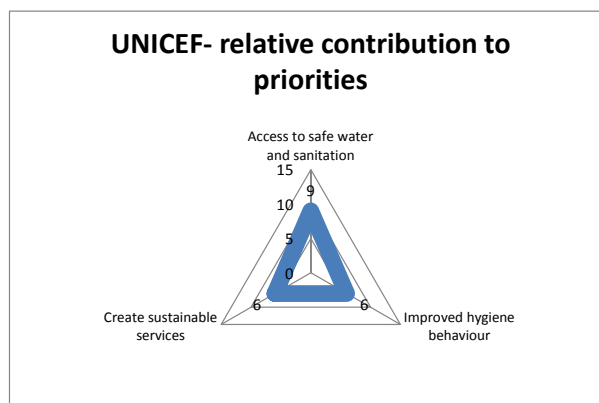 UNICEF- relative contribution to
priorities
Access to safe water
and sanitation
15
9
10
5
0
6
6
Create sustainable
services
Improved hygiene
behaviour